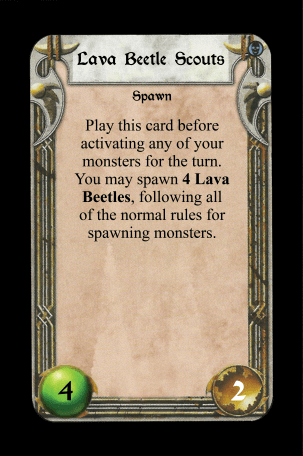 Lava Beetle Scouts
Spawn
Play this card before
activating any of your
monsters for the turn.
You may spawn 4 Lava
Beetles, following all
of the normal rules for
spawning monsters.
4
2